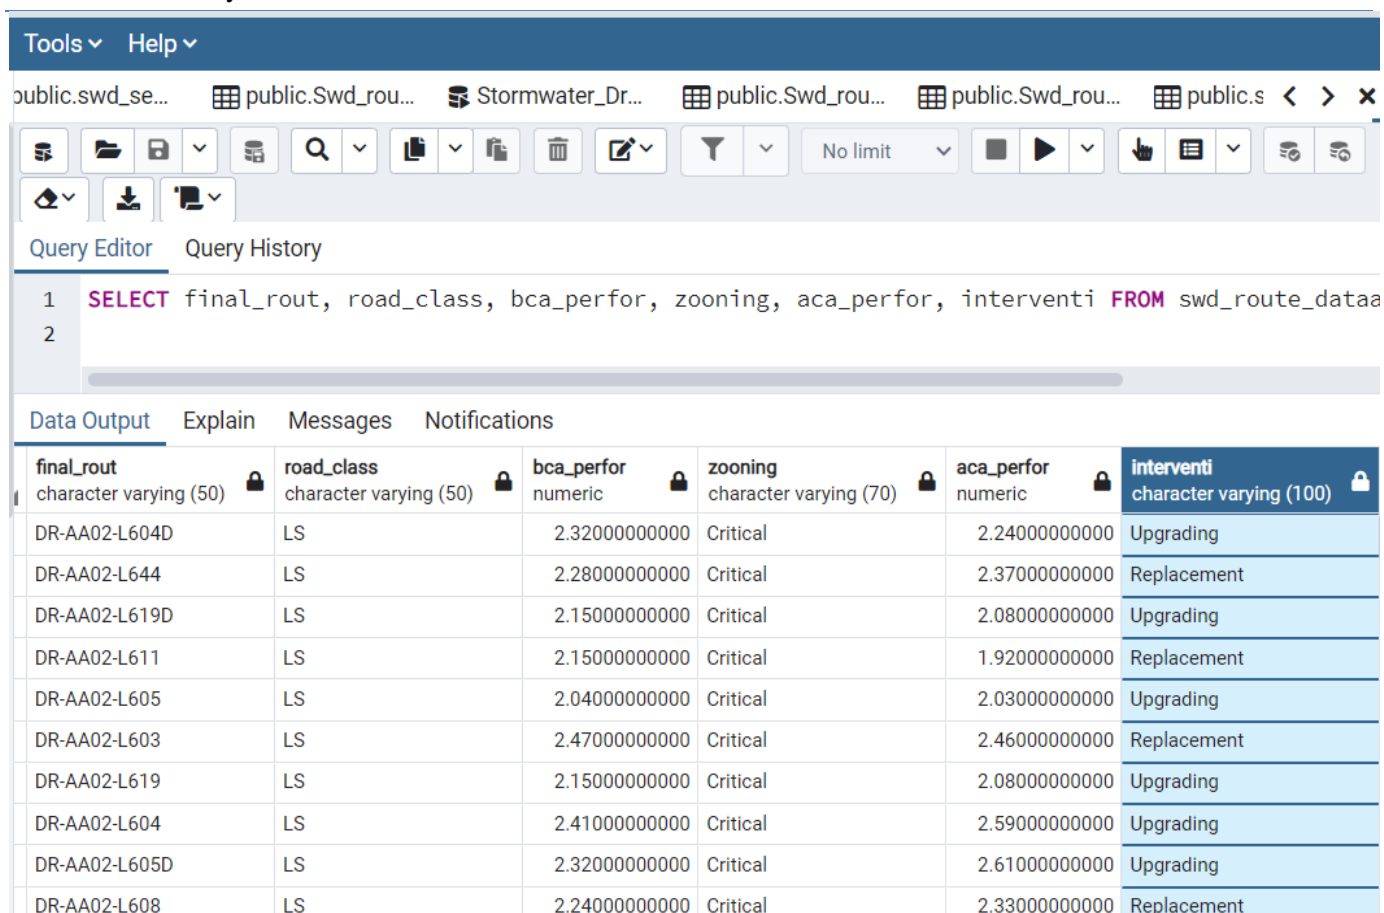 Tools Help
public.swd_se... public.Swd_rou... Stormwater_Dr... public.Swd_rou... public.Swd_rou... public.s
No limit
Query Editor Query History
1 SELECT final_rout, road_class, bca_perfor, zooning, aca_perfor, interventi FROM swd_route_dataa
2
Data Output Explain Messages Notifications
final_rout road_class bca_perfor zooning aca_perfor interventi
character varying (50) character varying (50) numeric character varying (70) numeric character varying (100)
DR-AA02-L604D LS 2.32000000000 Critical 2.24000000000 Upgrading
DR-AA02-L644 LS 2.28000000000 Critical 2.37000000000 Replacement
DR-AA02-L619D LS 2.15000000000 Critical 2.08000000000 Upgrading
DR-AA02-L611 LS 2.15000000000 Critical 1.92000000000 Replacement
DR-AA02-L605 LS 2.04000000000 Critical 2.03000000000 Upgrading
DR-AA02-L603 LS 2.47000000000 Critical 2.46000000000 Replacement
DR-AA02-L619 LS 2.15000000000 Critical 2.08000000000 Upgrading
DR-AA02-L604 LS 2.41000000000 Critical 2.59000000000 Upgrading
DR-AA02-L605D LS 2.32000000000 Critical 2.61000000000 Upgrading
DR-AA02-L608 LS 2.24000000000 Critical 2.33000000000 Replacement